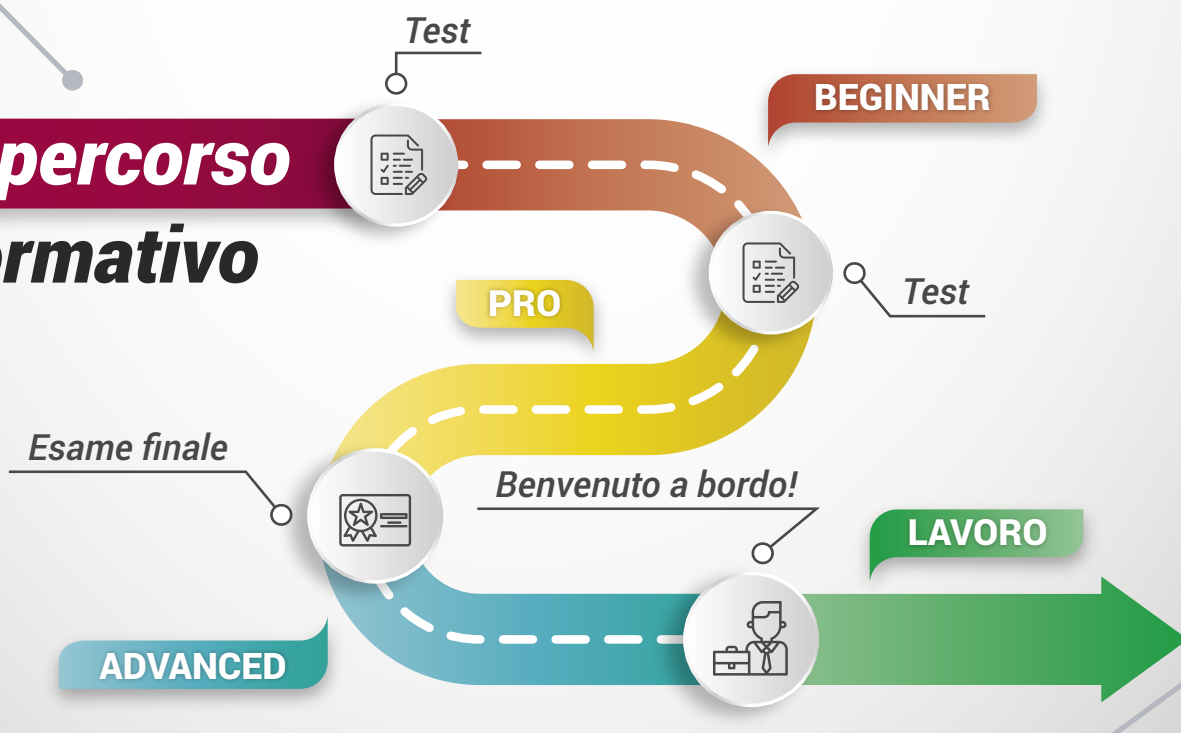 Test
BEGINNER
percorso
rmativo
PRO
Test
Esame finale
Benvenuto a bordo!
LAVORO
ADVANCED